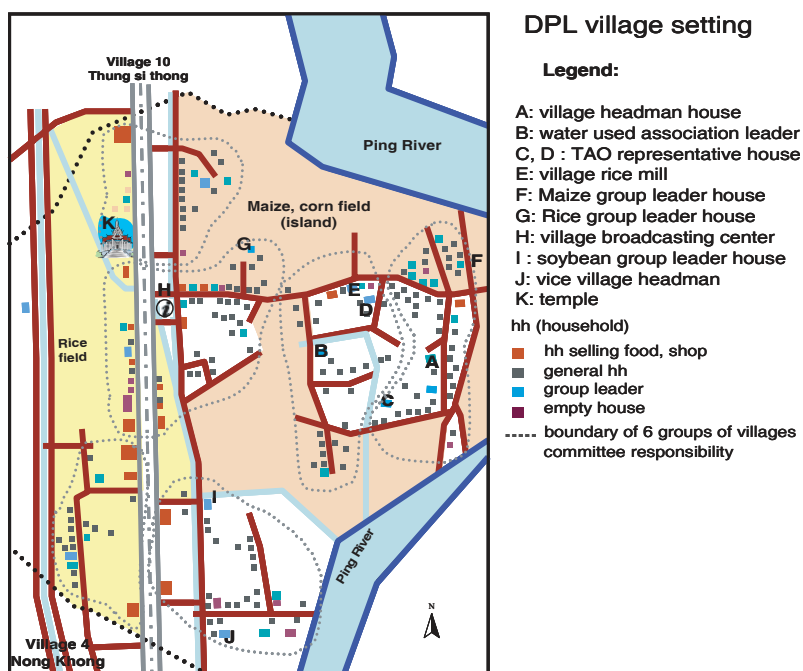 DPL village setting
Legend:
A: village headman house
B: water used association leader
C, D : TAO representative house
E: village rice mill
F: Maize group leader house
G: Rice group leader house
H: village broadcasting center
I : soybean group leader house
J: vice village headman
K: temple
hh (household)
hh selling food, shop
general hh
group leader
empty house
boundary of 6 groups of villages
committee responsibility
Village 10
Thung si thong
Ping River
Maize, corn field
(island)
K
G
F
H
i
E
D
Rice
field
B
A
C
I
Ping River
N
J
Village 4
Nong Khong